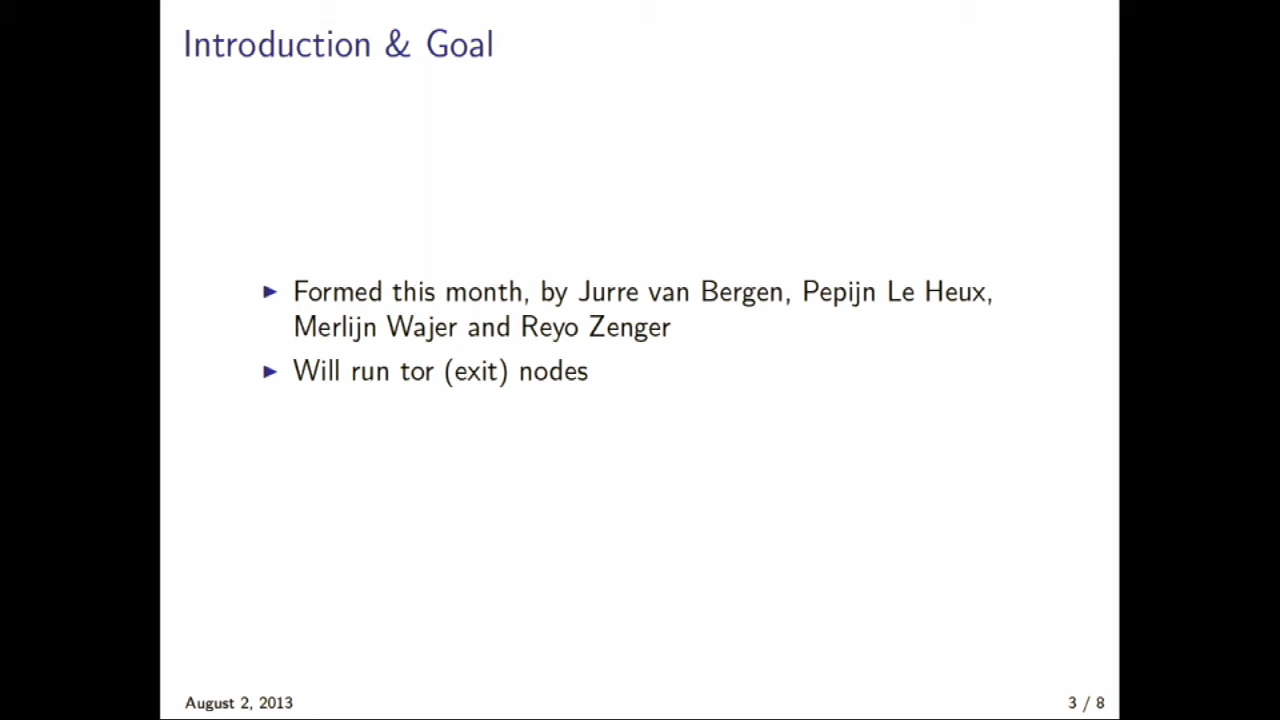 Introduction & Goal
▶ Formed this month, by Jurre van Bergen, Pepijn Le Heux,
Merlijn Wajer and Reyo Zenger
▶ Will run tor (exit) nodes
August 2, 2013
3 / 8